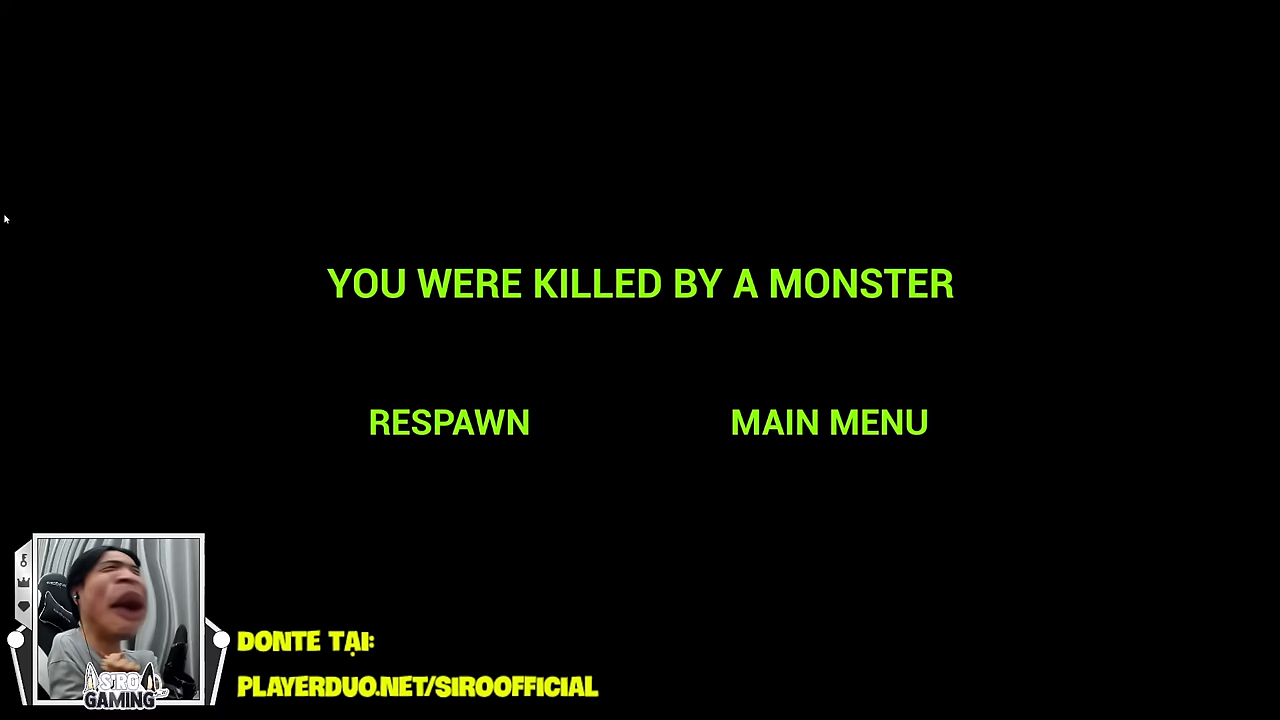 YOU WERE KILLED BY A MONSTER
RESPAWN
MAIN MENU
DONTE TẠI:
PLAYERDUO.NET/SIROOFFICIAL
SIRO
GAMING